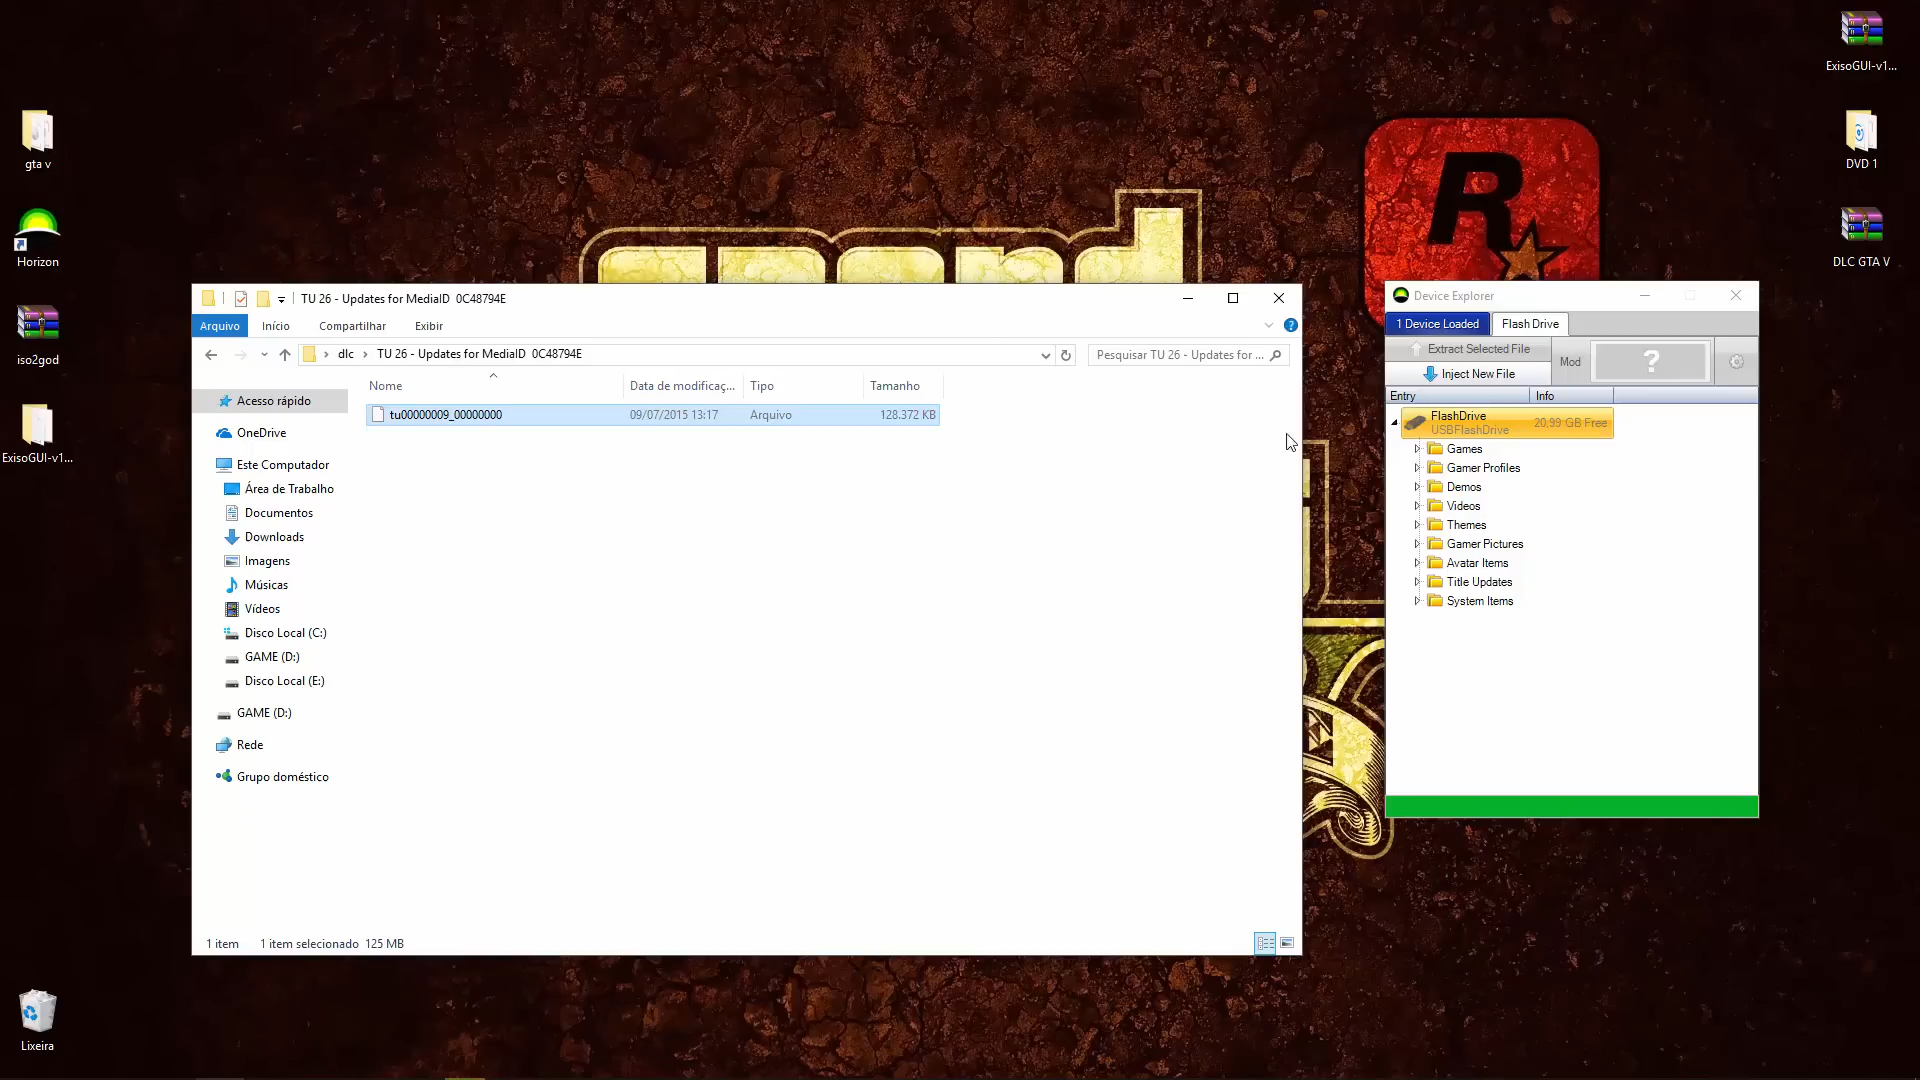 gta v
Horizon
iso2god
ExisoGUI-v1...
Lixeira
TU 26 - Updates for MediaID 0C48794E
Arquivo
Início
Compartilhar
Exibir
dlc
TU 26 - Updates for MediaID 0C48794E
Pesquisar TU 26 - Updates for ...
Nome
Data de modificaç...
Tipo
Tamanho
tu00000009_00000000
09/07/2015 13:17
Arquivo
128.372 KB
Acesso rápido
OneDrive
Este Computador
Área de Trabalho
Documentos
Downloads
Imagens
Músicas
Vídeos
Disco Local (C:)
GAME (D:)
Disco Local (E:)
GAME (D:)
Rede
Grupo doméstico
1 item
1 item selecionado 125 MB
R
Device Explorer
1 Device Loaded
Flash Drive
Extract Selected File
Inject New File
Mod
?
Entry
Info
FlashDrive
USBFlashDrive
20,99 GB Free
Games
Gamer Profiles
Demos
Videos
Themes
Gamer Pictures
Avatar Items
Title Updates
System Items
ExisoGUI-v1...
DVD 1
DLC GTA V